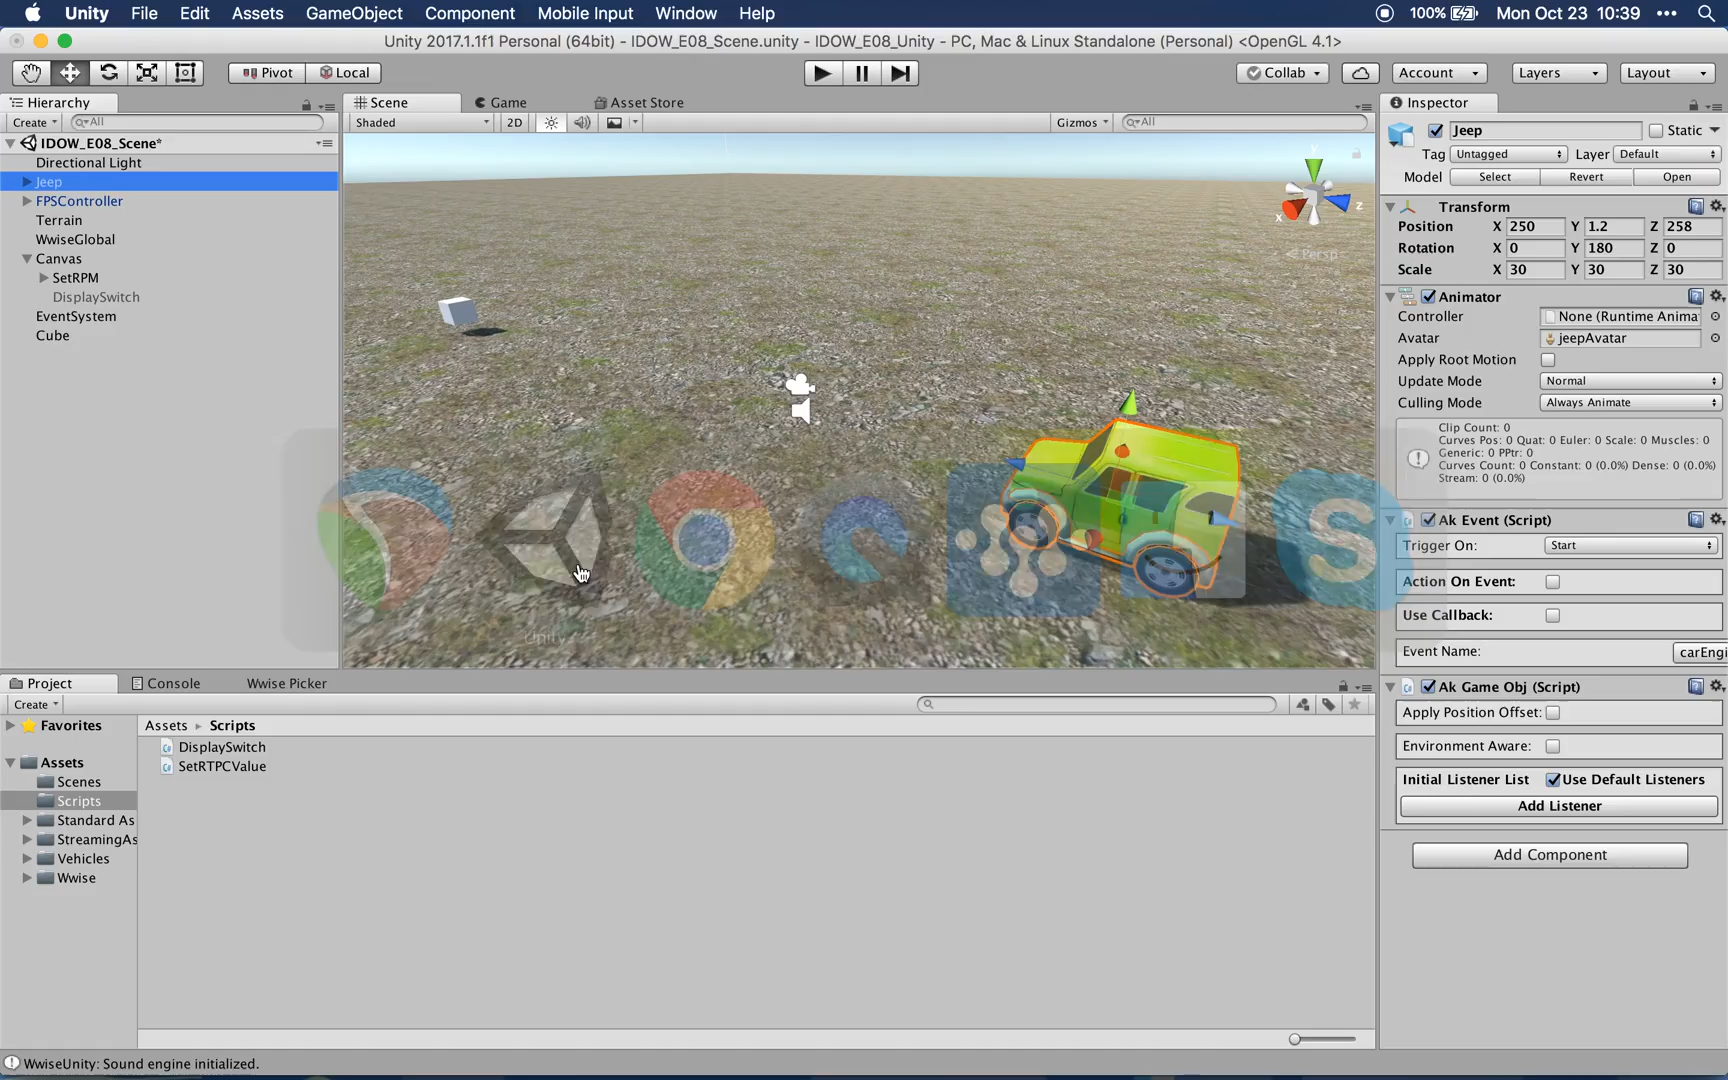 Unity File Edit Assets GameObject Component Mobile Input Window Help 100% Mon Oct 23 10:39
Unity 2017.1.1f1 Personal (64bit) - IDOW_E08_Scene.unity - IDOW_E08_Unity - PC, Mac & Linux Standalone (Personal) <OpenGL 4.1>
Pivot Local Collab Account Layers Layout
Hierarchy
Create All
IDOW_E08_Scene*
Directional Light
Jeep
FPSController
Terrain
WwiseGlobal
Canvas
SetRPM
DisplaySwitch
EventSystem
Cube
Scene Game Asset Store
Shaded 2D Gizmos All
y
x z
Persp
Unity
Inspector
Jeep Static
Tag Untagged Layer Default
Model Select Revert Open
Transform
Position X 250 Y 1.2 Z 258
Rotation X 0 Y 180 Z 0
Scale X 30 Y 30 Z 30
Animator
Controller None (Runtime Anima
Avatar jeepAvatar
Apply Root Motion
Update Mode Normal
Culling Mode Always Animate
Clip Count: 0
Curves Pos: 0 Quat: 0 Euler: 0 Scale: 0 Muscles: 0
Generic: 0 PPtr: 0
Curves Count: 0 Constant: 0 (0.0%) Dense: 0 (0.0%)
Stream: 0 (0.0%)
Ak Event (Script)
Trigger On: Start
Action On Event:
Use Callback:
Event Name: carEngi
Ak Game Obj (Script)
Apply Position Offset:
Environment Aware:
Initial Listener List Use Default Listeners
Add Listener
Add Component
Project Console Wwise Picker
Create
Favorites
Assets
Scenes
Scripts
Standard As
StreamingAs
Vehicles
Wwise
Assets Scripts
DisplaySwitch
SetRTPCValue
WwiseUnity: Sound engine initialized.